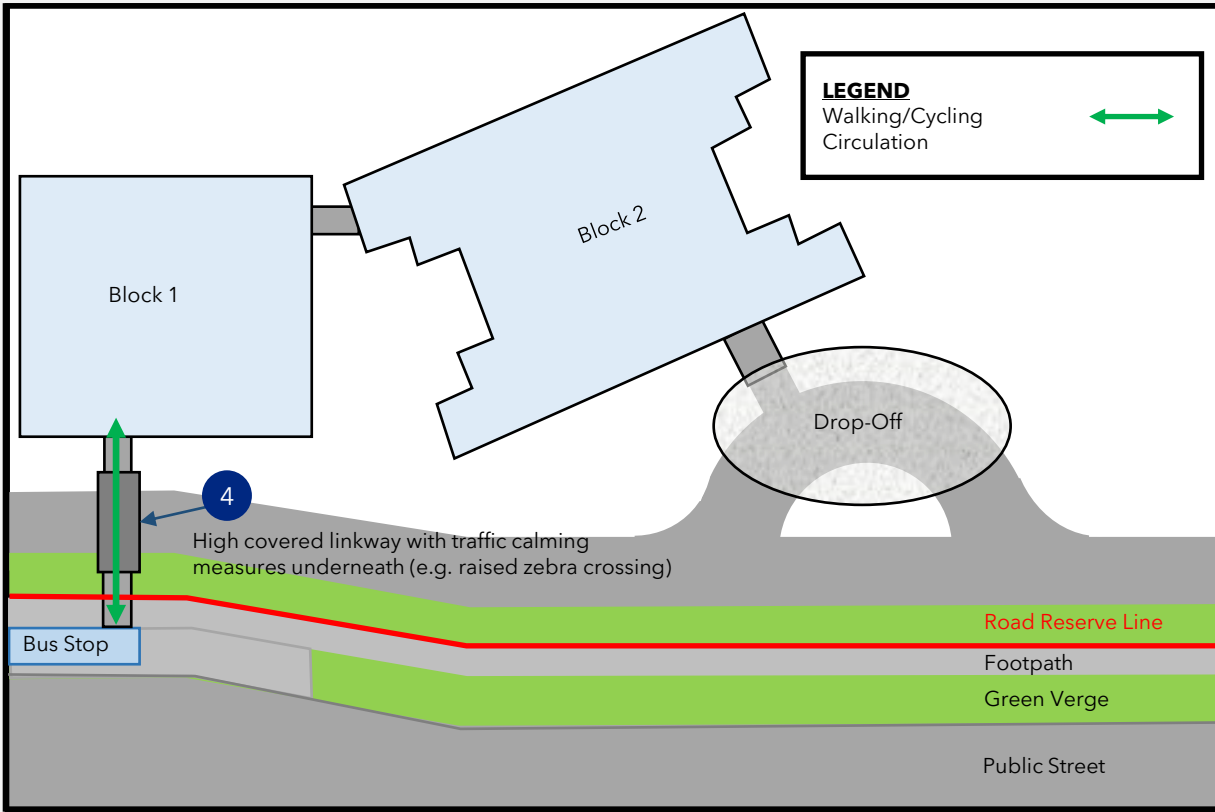 LEGEND
Walking/Cycling
Circulation
Block 2
Block 1
Drop-Off
4
High covered linkway with traffic calming
measures underneath (e.g. raised zebra crossing)
Road Reserve Line
Bus Stop
Footpath
Green Verge
Public Street